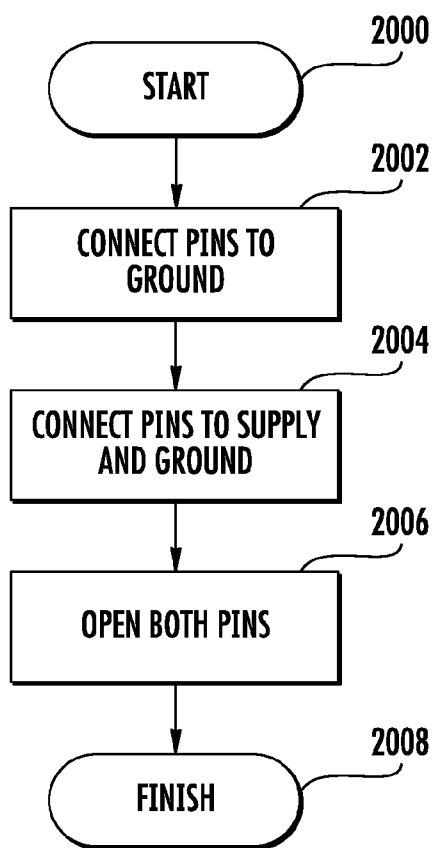 2000
START
2002
CONNECT PINS TO
GROUND
2004
CONNECT PINS TO SUPPLY
AND GROUND
2006
OPEN BOTH PINS
2008
FINISH